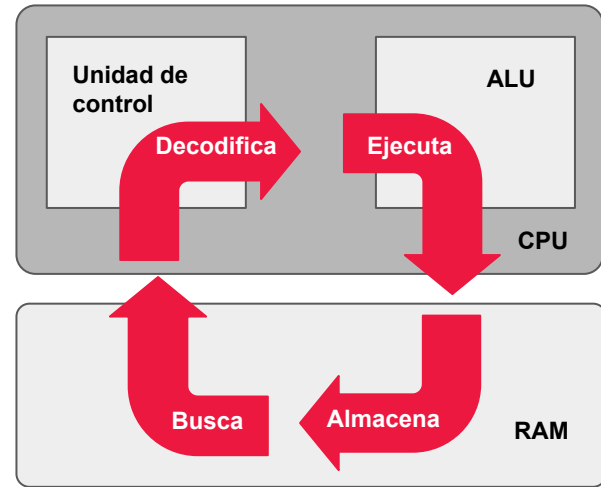 Unidad de
control
ALU
Decodifica
Ejecuta
CPU
Busca
Almacena
RAM